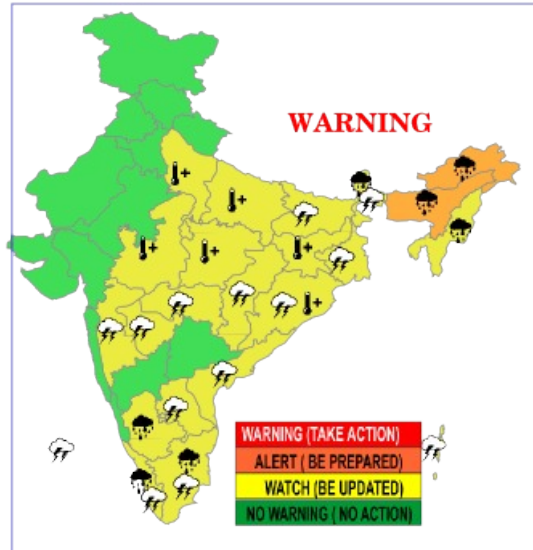 WARNING
WARNING (TAKE ACTION)
ALERT ( BE PREPARED)
WATCH (BE UPDATED)
NO WARNING ( NO ACTION)